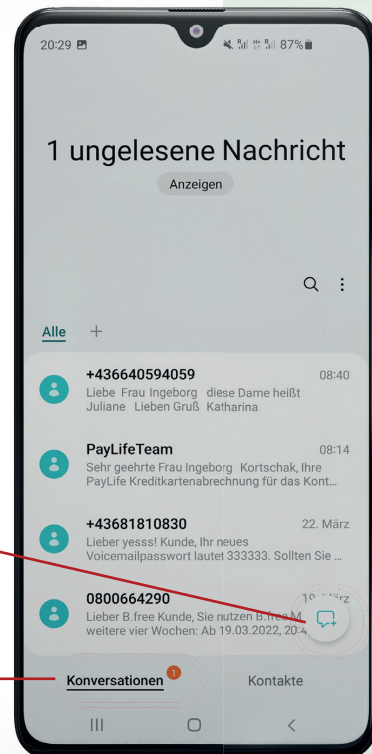 20:29 87%
1 ungelesene Nachricht
Anzeigen
Alle +
+436640594059 08:40
Liebe Frau Ingeborg diese Dame heißt
Juliane Lieben Gruß Katharina
PayLifeTeam 08:14
Sehr geehrte Frau Ingeborg Kortschak, Ihre
PayLife Kreditkartenabrechnung für das Kont...
+43681810830 22. März
Lieber yesss! Kunde, Ihr neues
Voicemailpasswort lautet 333333. Sollten Sie ...
0800664290 19. März
Lieber B.free Kunde, Sie nutzen B.free M
weitere vier Wochen: Ab 19.03.2022, 20:4
Konversationen 1 Kontakte